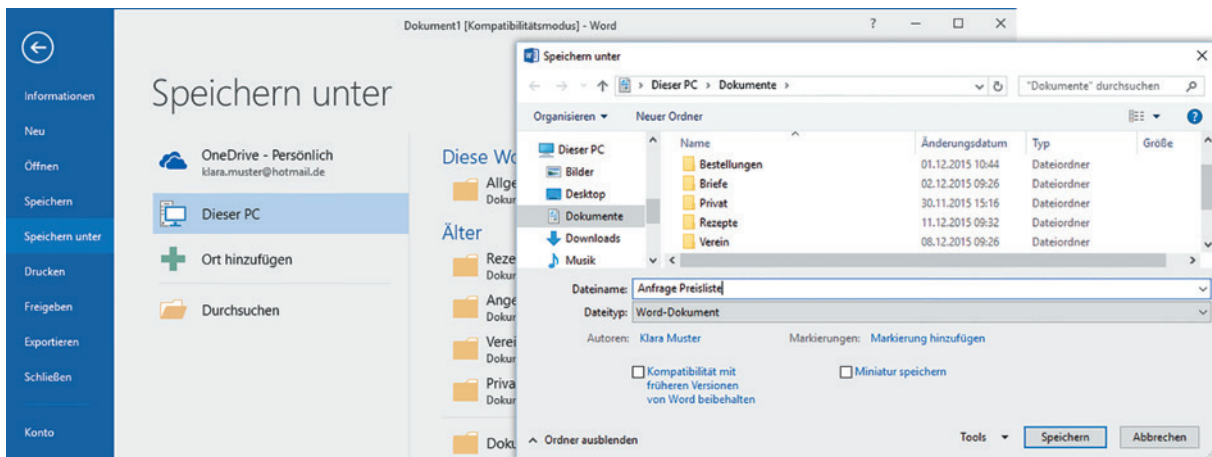 Dokument1 [Kompatibilitätsmodus] - Word
?
Informationen
Neu
Öffnen
Speichern
Speichern unter
Drucken
Freigeben
Exportieren
Schließen
Konto
Speichern unter
OneDrive - Persönlich
klara.muster@hotmail.de
Dieser PC
Ort hinzufügen
Durchsuchen
Diese Wo
Allge
Dokur
Älter
Reze
Dokur
Ange
Dokur
Verei
Dokur
Priva
Dokur
Doku
Speichern unter
Dieser PC > Dokumente >
"Dokumente" durchsuchen
Organisieren
Neuer Ordner
?
Dieser PC
Bilder
Desktop
Dokumente
Downloads
Musik
Name Änderungsdatum Typ Größe
Bestellungen 01.12.2015 10:44 Dateiordner
Briefe 02.12.2015 09:26 Dateiordner
Privat 30.11.2015 15:16 Dateiordner
Rezepte 11.12.2015 09:32 Dateiordner
Verein 08.12.2015 09:26 Dateiordner
Dateiname: Anfrage Preisliste
Dateityp: Word-Dokument
Autoren: Klara Muster Markierungen: Markierung hinzufügen
Kompatibilität mit
früheren Versionen
von Word beibehalten
Miniatur speichern
Ordner ausblenden
Tools
Speichern
Abbrechen